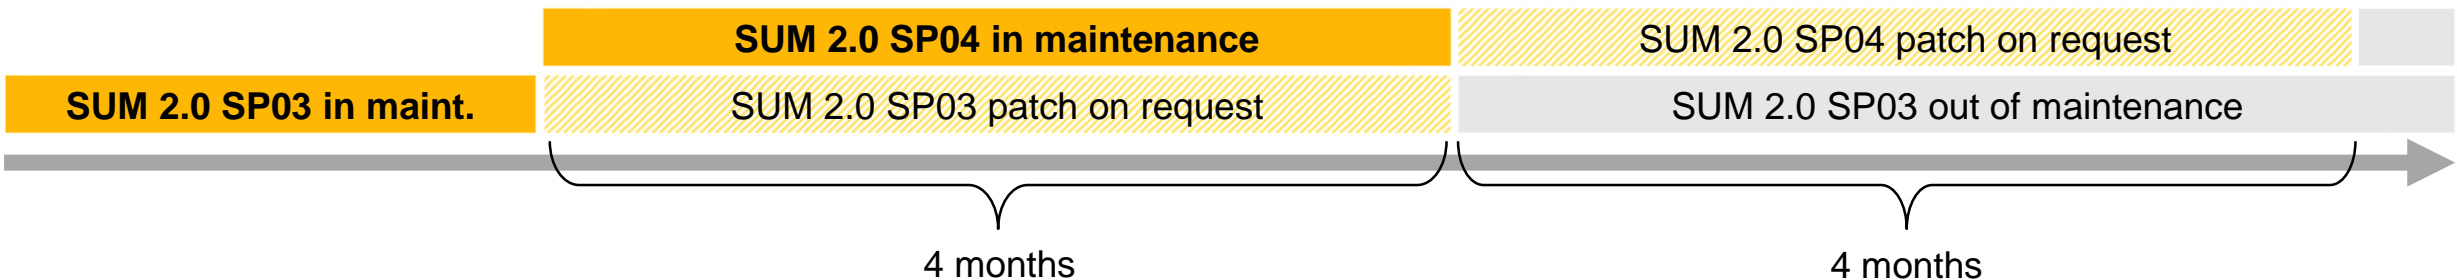 SUM 2.0 SP04 in maintenance
SUM 2.0 SP04 patch on request
SUM 2.0 SP03 in maint.
SUM 2.0 SP03 patch on request
SUM 2.0 SP03 out of maintenance
4 months
4 months